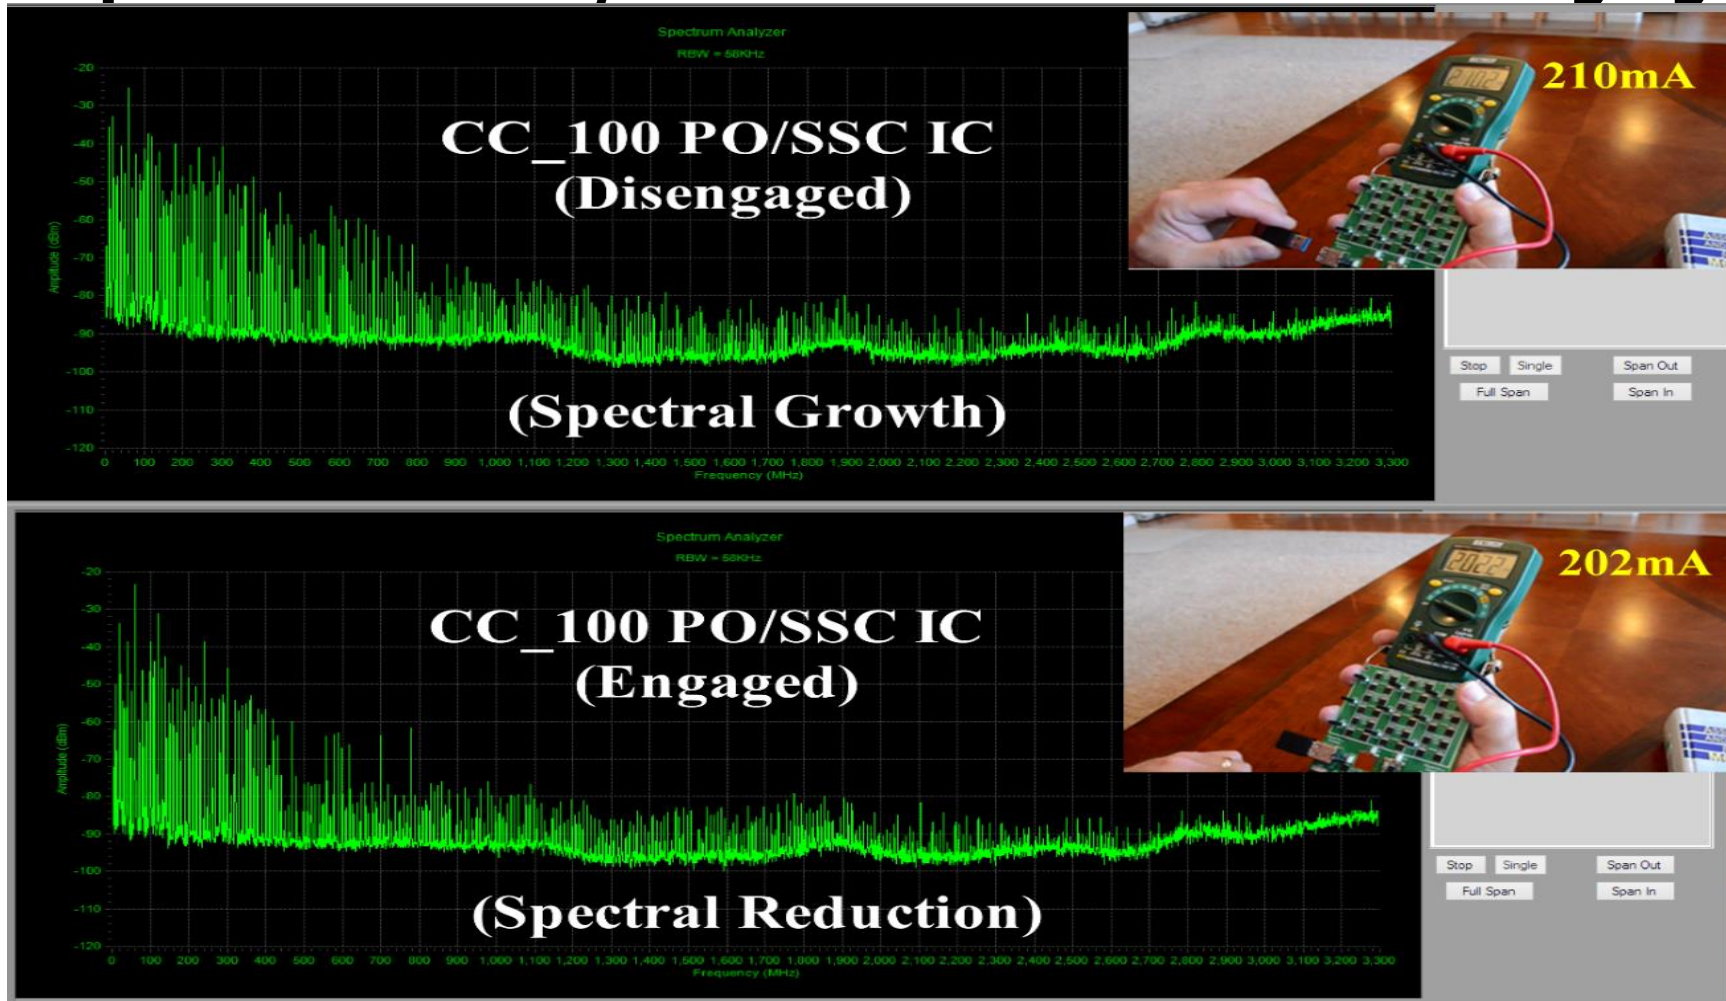 Spectrum Analyzer
RBW = 58KHz
210mA
CC_100 PO/SSC IC
(Disengaged)
(Spectral Growth)
Amplitude (dBm)
-20
-30
-40
-50
-60
-70
-80
-90
-100
-110
-120
0 100 200 300 400 500 600 700 800 900 1,000 1,100 1,200 1,300 1,400 1,500 1,600 1,700 1,800 1,900 2,000 2,100 2,200 2,300 2,400 2,500 2,600 2,700 2,800 2,900 3,000 3,100 3,200 3,300
Frequency (MHz)
Stop Single Span Out
Full Span Span In
Spectrum Analyzer
RBW = 58KHz
202mA
CC_100 PO/SSC IC
(Engaged)
(Spectral Reduction)
Amplitude (dBm)
-20
-30
-40
-50
-60
-70
-80
-90
-100
-110
-120
0 100 200 300 400 500 600 700 800 900 1,000 1,100 1,200 1,300 1,400 1,500 1,600 1,700 1,800 1,900 2,000 2,100 2,200 2,300 2,400 2,500 2,600 2,700 2,800 2,900 3,000 3,100 3,200 3,300
Frequency (MHz)
Stop Single Span Out
Full Span Span In